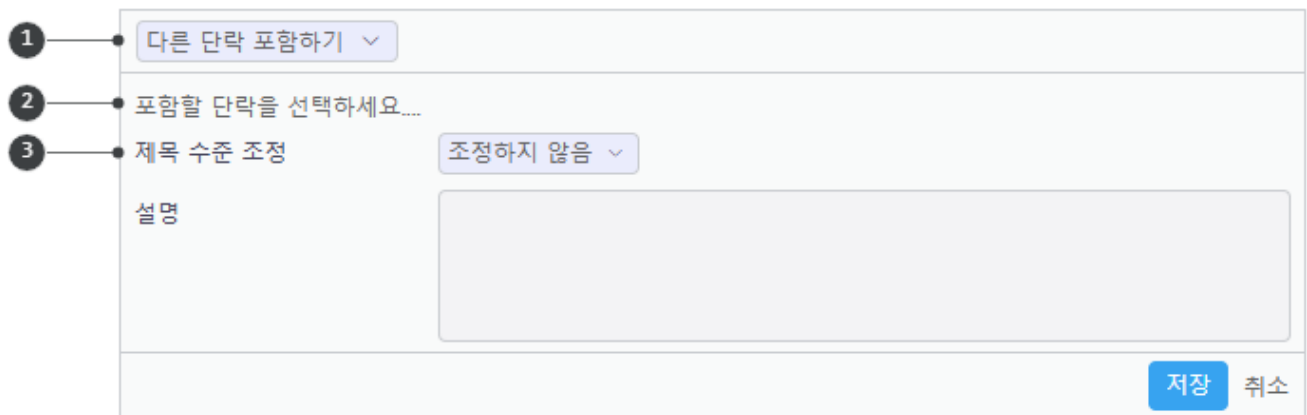 1 다른 단락 포함하기
2 포함할 단락을 선택하세요....
3 제목 수준 조정 조정하지 않음
설명
저장 취소